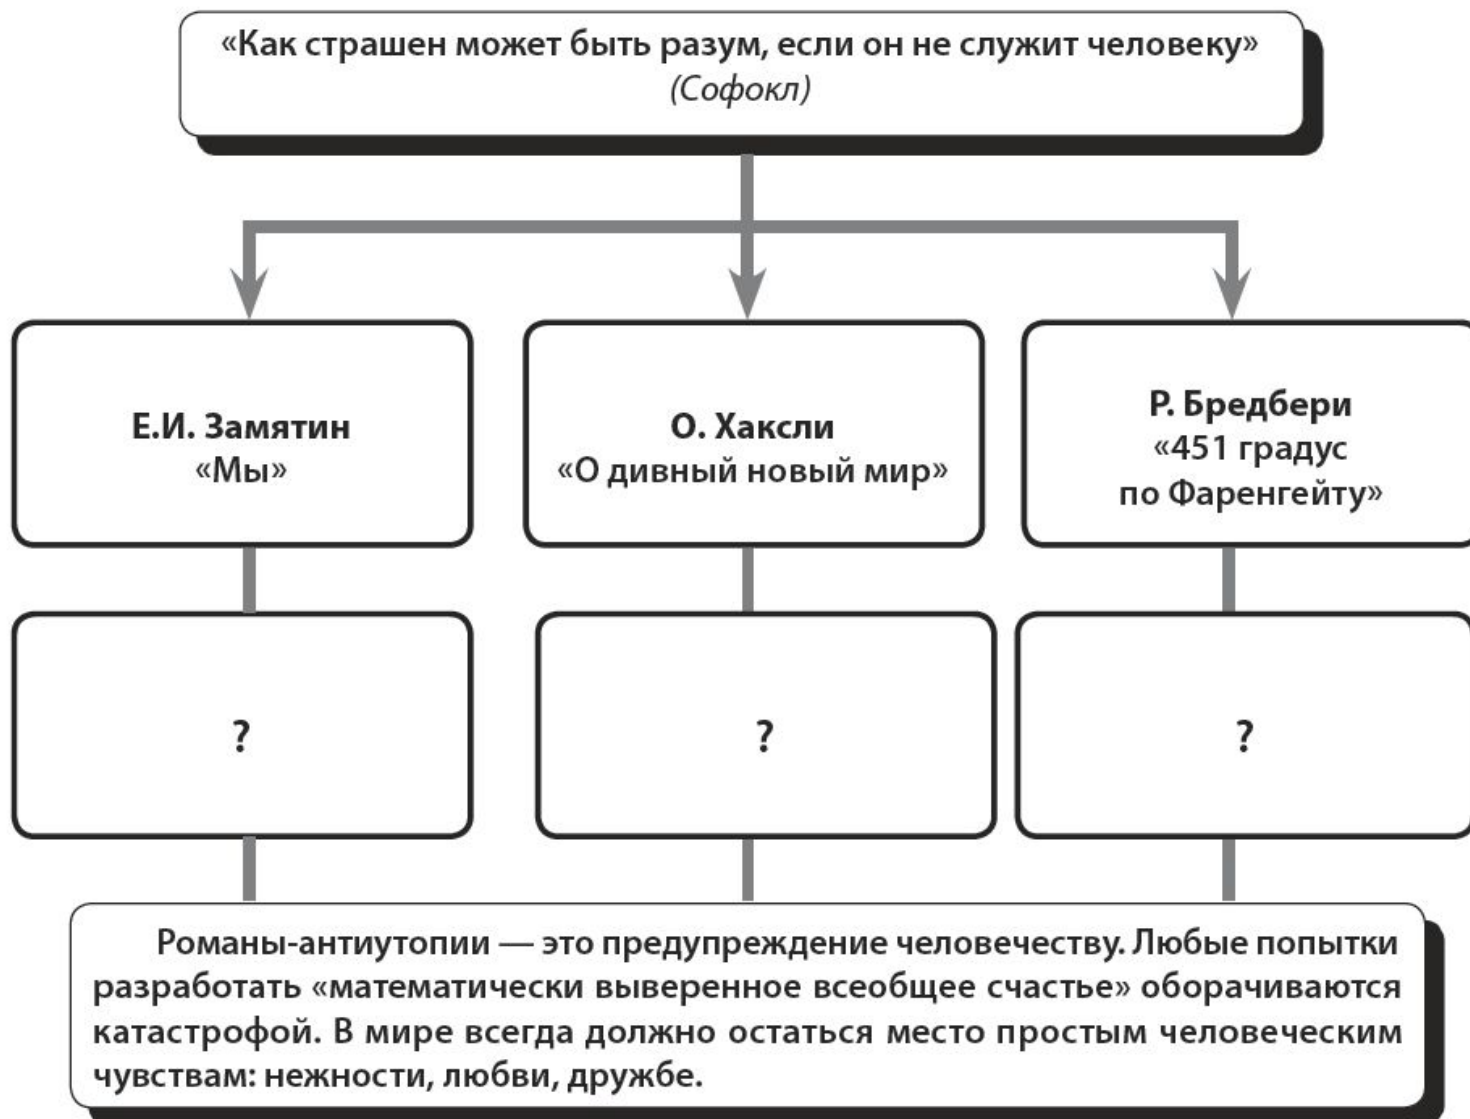 «Как страшен может быть разум, если он не служит человеку»
(Софокл)
Е.И. Замятин
«Мы»
О. Хаксли
«О дивный новый мир»
Р. Бредбери
«451 градус
по Фаренгейту»
?
?
?
Романы-антиутопии — это предупреждение человечеству. Любые попытки
разработать «математически выверенное всеобщее счастье» оборачиваются
катастрофой. В мире всегда должно остаться место простым человеческим
чувствам: нежности, любви, дружбе.